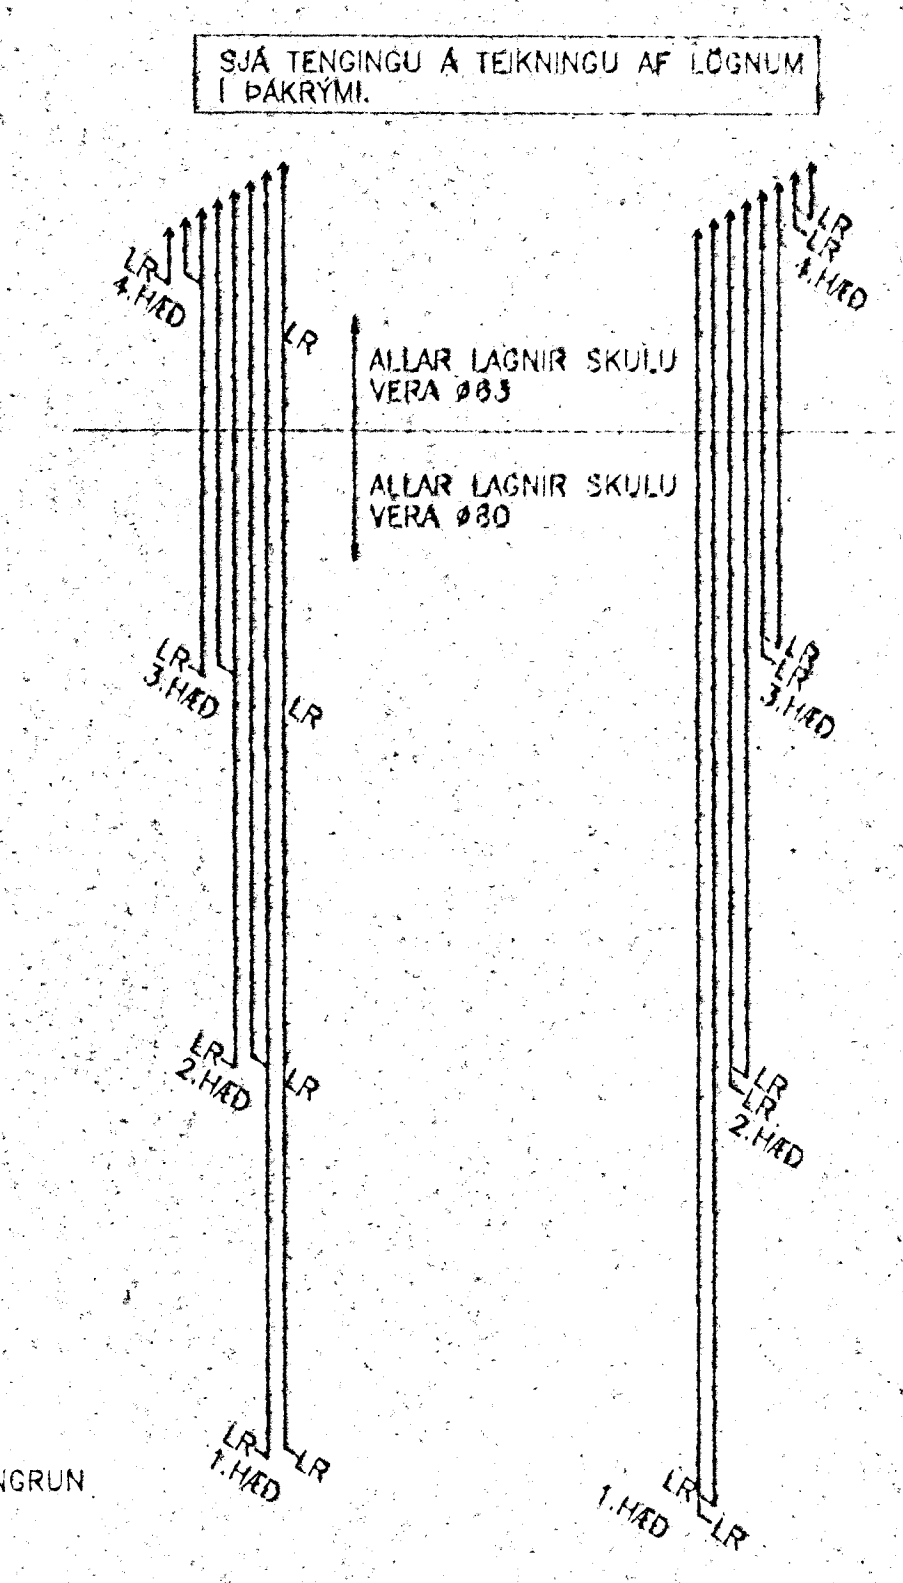 SJÁ TENGINGU Á TEIKNINGU AF LÖGNUM
Í ÞAKRÝMI.
LR
4.HÆÐ
LR
LR
LR
4.HÆÐ
ALLAR LAGNIR SKULU
VERA Ø63
ALLAR LAGNIR SKULU
VERA Ø80
LR
3.HÆÐ
LR
LR
LR
3.HÆÐ
LR
2.HÆÐ
LR
LR
LR
2.HÆÐ
LR
1.HÆÐ
LR
NGRUN
LR
1.HÆÐ
LR